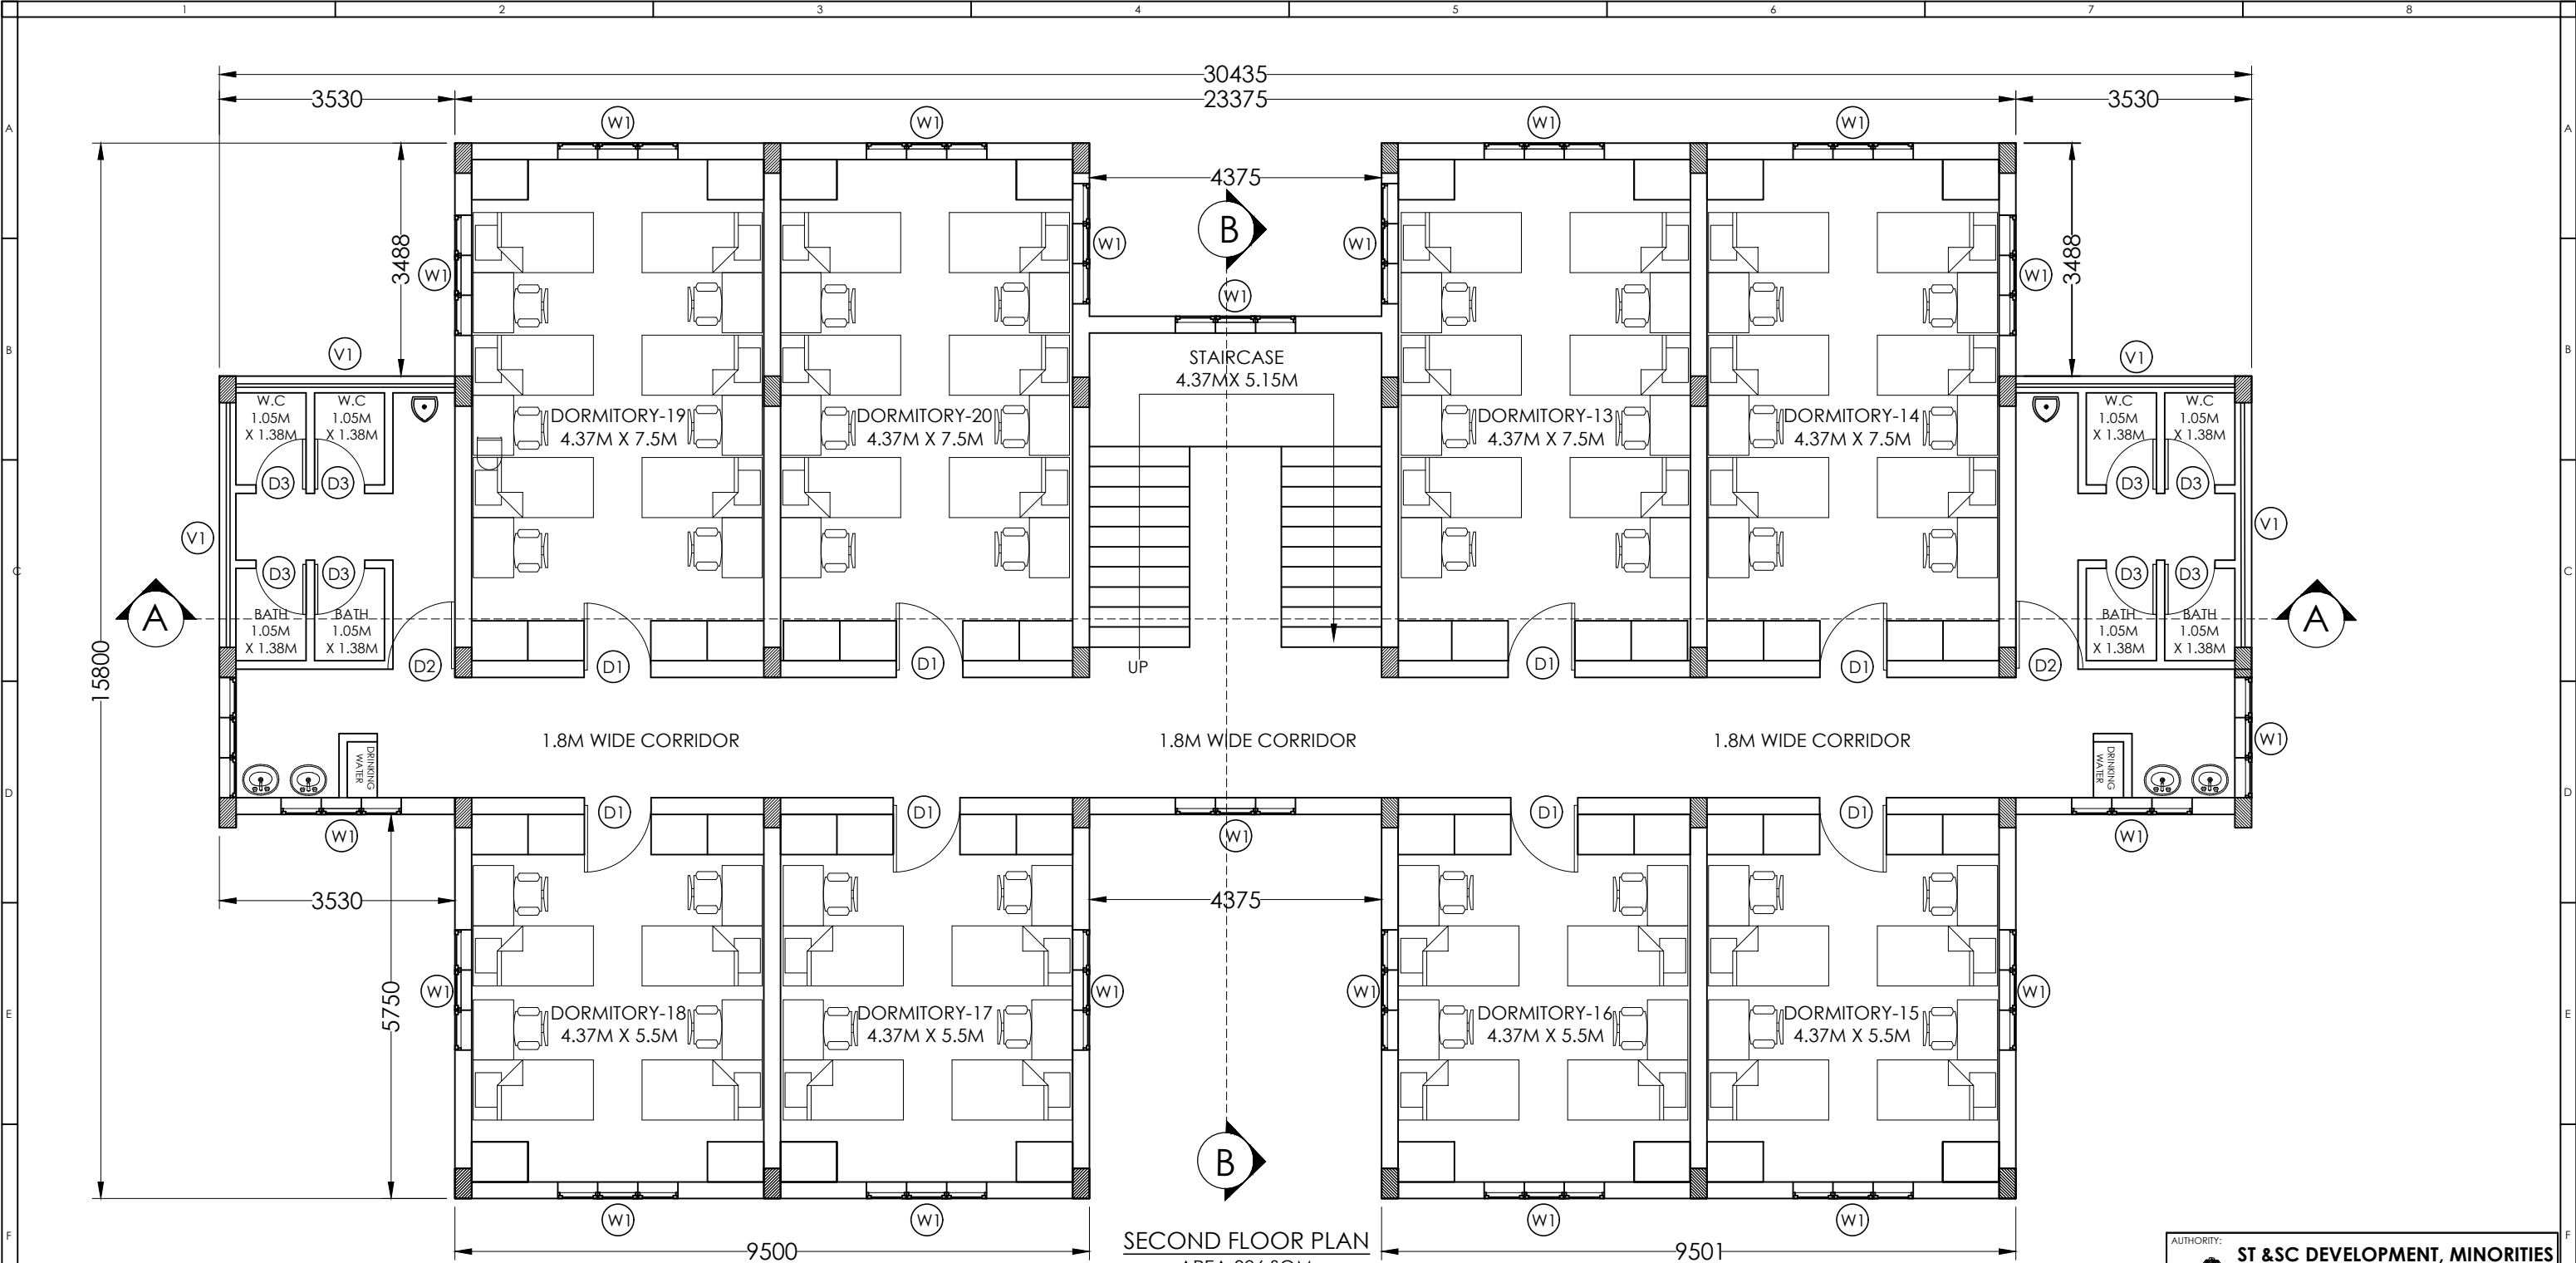 1 2 3 4 5 6 7 8
30435
3530 23375 3530
A A
W1 W1 W1 W1
4375
3488 B 3488
W1 W1 W1 W1
W1
B B
V1 STAIRCASE V1
4.37MX 5.15M
W.C W.C W.C W.C
1.05M 1.05M 1.05M 1.05M
X 1.38M X 1.38M X 1.38M X 1.38M
DORMITORY-19 DORMITORY-20 DORMITORY-13 DORMITORY-14
4.37M X 7.5M 4.37M X 7.5M 4.37M X 7.5M 4.37M X 7.5M
D3 D3 D3 D3
V1 V1
C C
D3 D3 D3 D3
A A
BATH BATH BATH BATH
1.05M 1.05M 1.05M 1.05M
X 1.38M X 1.38M X 1.38M X 1.38M
15800
D2 D1 D1 UP D1 D1 D2
1.8M WIDE CORRIDOR 1.8M WIDE CORRIDOR 1.8M WIDE CORRIDOR
W1
DRINKING WATER DRINKING WATER
D D
D1 D1 D1 D1
W1 W1 W1
3530 4375
W1 W1 W1 W1
5750
E E
DORMITORY-18 DORMITORY-17 DORMITORY-16 DORMITORY-15
4.37M X 5.5M 4.37M X 5.5M 4.37M X 5.5M 4.37M X 5.5M
B
W1 W1 W1 W1
F F
SECOND FLOOR PLAN
9500 9501
AUTHORITY:
ST &SC DEVELOPMENT, MINORITIES